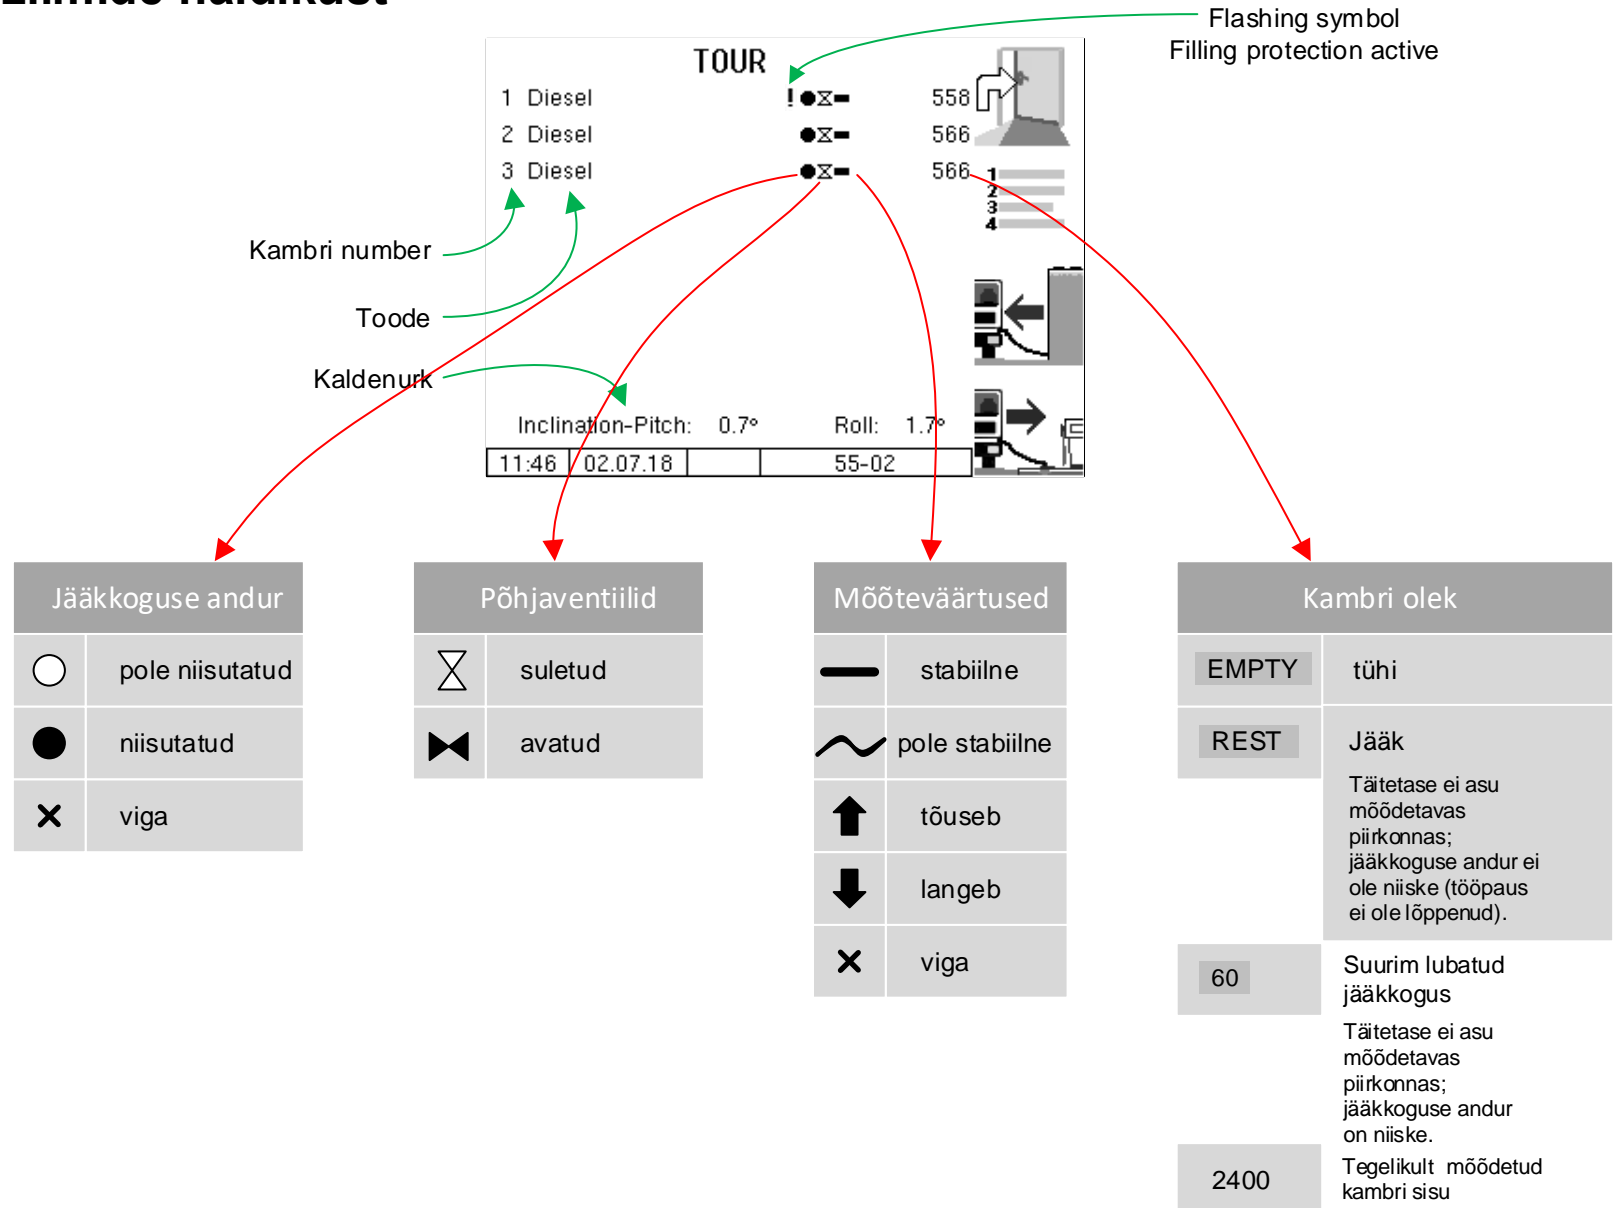 Flashing symbol
Filling protection active
TOUR
1 Diesel ! 558
2 Diesel 566
3 Diesel 566
1
2
3
4
Kambri number
Toode
Kaldenurk
Inclination-Pitch: 0.7° Roll: 1.7°
11:46 02.07.18 55-02
Jääkkoguse andur
pole niisutatud
niisutatud
viga
Põhjaventiilid
suletud
avatud
Mõõteväärtused
stabiilne
pole stabiilne
tõuseb
langeb
viga
Kambri olek
EMPTY tühi
REST Jääk
Täitetase ei asu
mõõdetavas
piirkonnas;
jääkkoguse andur ei
ole niiske (tööpaus
ei ole lõppenud).
60 Suurim lubatud
jääkkogus
Täitetase ei asu
mõõdetavas
piirkonnas;
jääkkoguse andur
on niiske.
2400 Tegelikult mõõdetud
kambri sisu